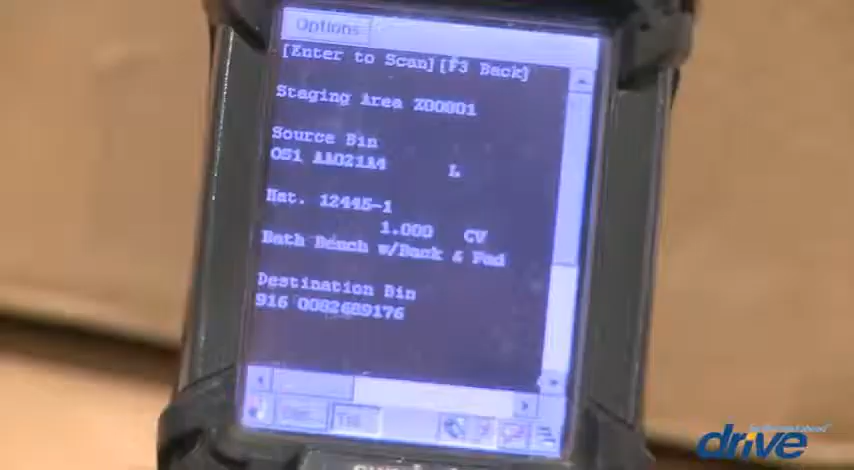 Options
[Enter to Scan][F3 Back]
Staging Area Z00001
Source Bin
051 AA021A4 L
Mat. 12445-1
1.000 CV
Bath Bench w/Back & Pad
Destination Bin
916 0082689176
drive